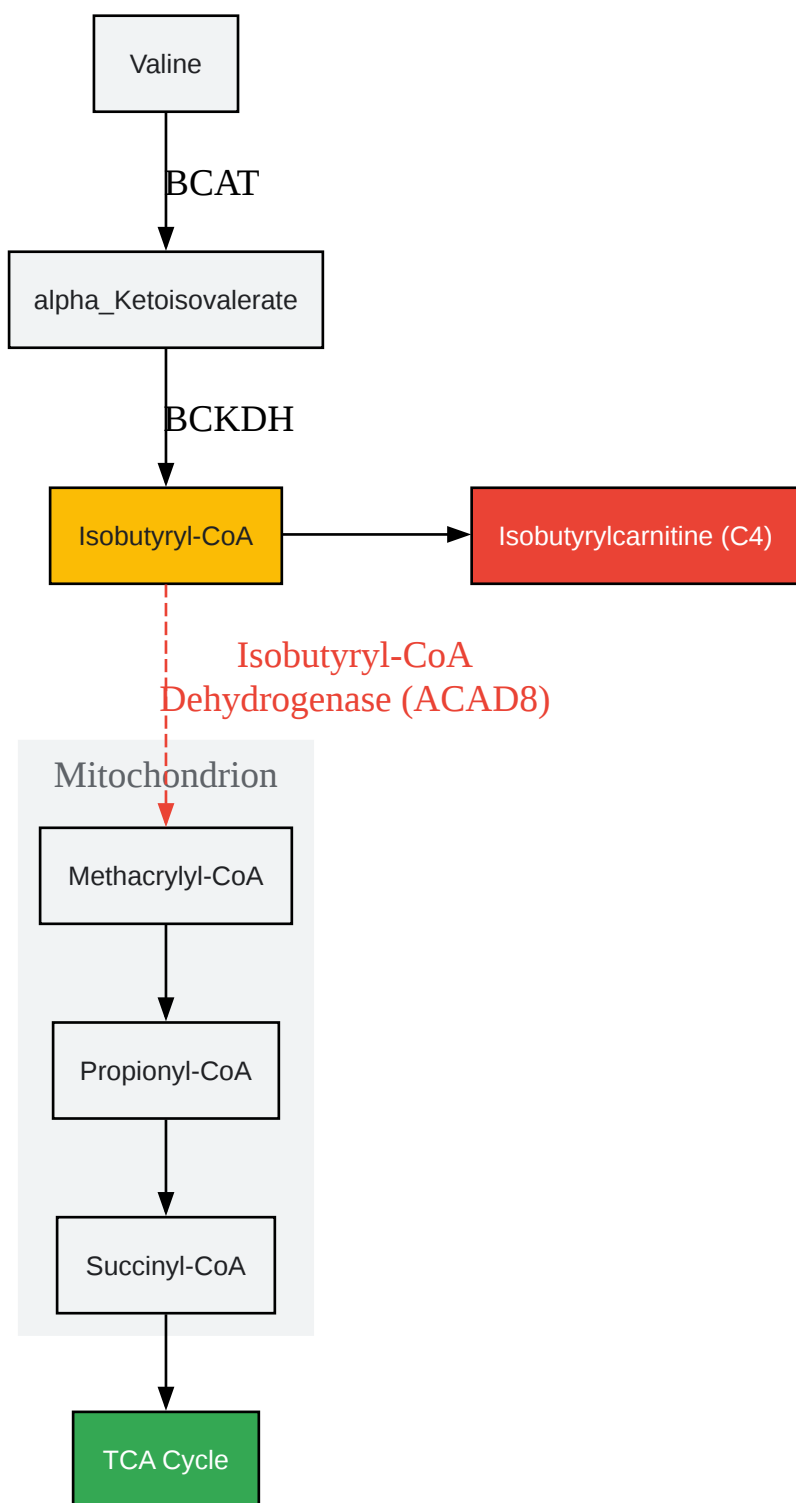 Valine
BCAT
alpha_Ketoisovalerate
BCKDH
Isobutyryl-CoA
Isobutyrylcarnitine (C4)
Isobutyryl-CoA
Dehydrogenase (ACAD8)
Mitochondrion
Methacrylyl-CoA
Propionyl-CoA
Succinyl-CoA
TCA Cycle